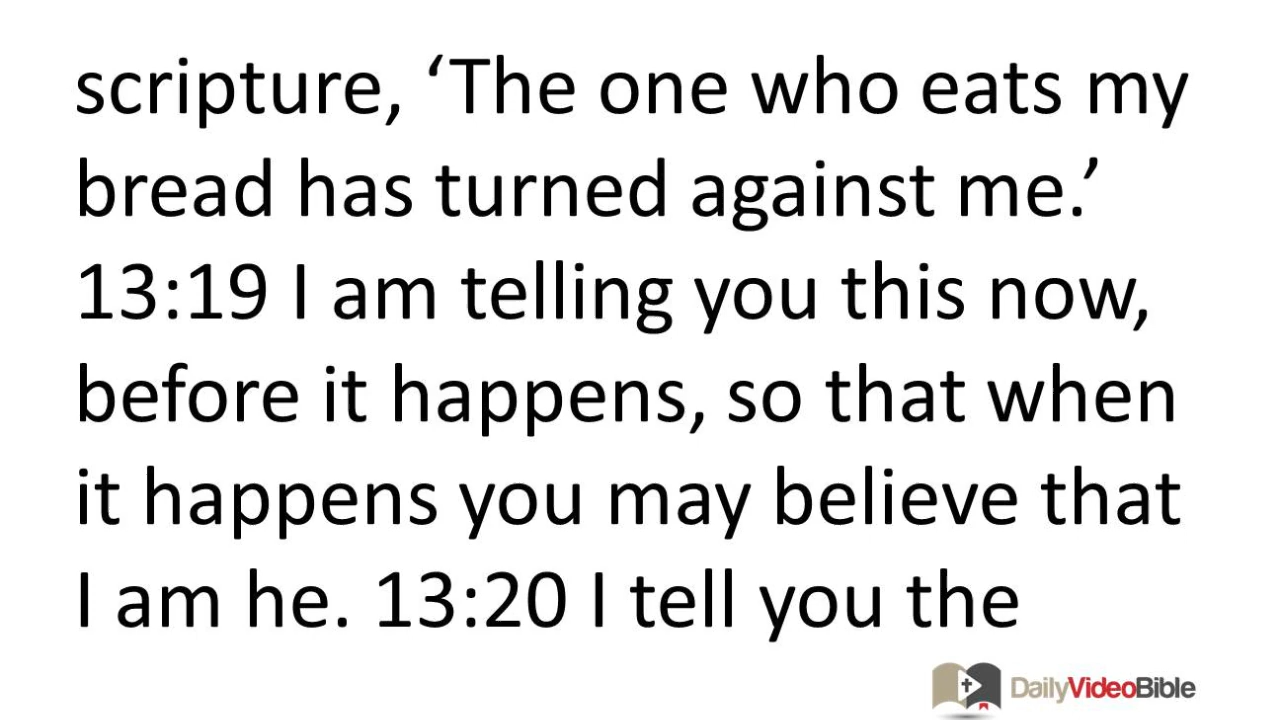 scripture, ‘The one who eats my
bread has turned against me.’
13:19 I am telling you this now,
before it happens, so that when
it happens you may believe that
I am he. 13:20 I tell you the
DailyVideoBible